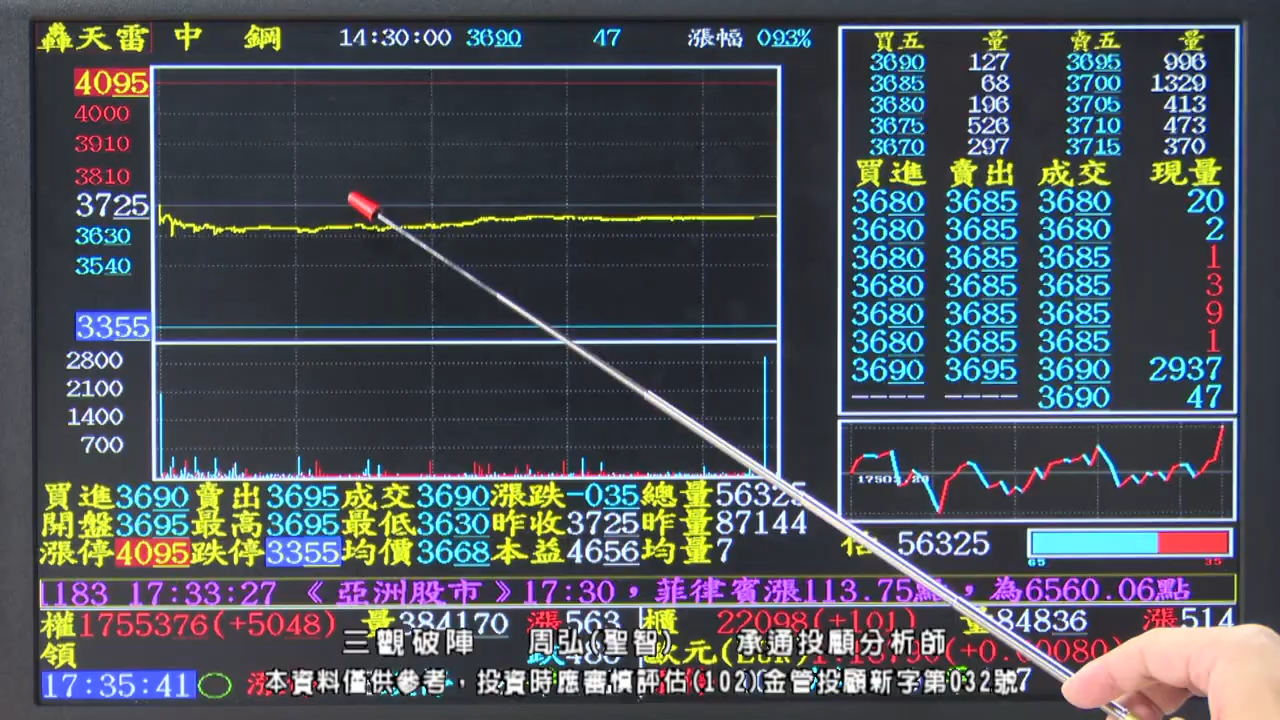 轟天雷 中 鋼 14:30:00 3690 47 漲幅 093%
4095
4000
3910
3810
3725
3630
3540
3355
2800
2100
1400
700
買五 量 賣五 量
3690 127 3695 996
3685 68 3700 1329
3680 196 3705 413
3675 526 3710 473
3670 297 3715 370
買進 賣出 成交 現量
3680 3685 3680 20
3680 3685 3680 2
3680 3685 3685 1
3680 3685 3685 3
3680 3685 3685 9
3680 3685 3685 1
3690 3695 3690 2937
---- ---- 3690 47
買進3690賣出3695成交3690漲跌-035總量56325
開盤3695最高3695最低3630昨收3725昨量87144
漲停4095跌停3355均價3668本益4656均量7
56325
65 35
1183 17:33:27 《亞洲股市》17:30，菲律賓漲113.75點，為6560.06點
權1755376(+5048) 量384170 漲563 櫃 22098(+101) 量84836 漲514
領
三觀破陣 周弘(聖智) 承通投顧分析師
17:35:41
本資料僅供參考，投資時應審慎評估(102)金管投顧新字第032號